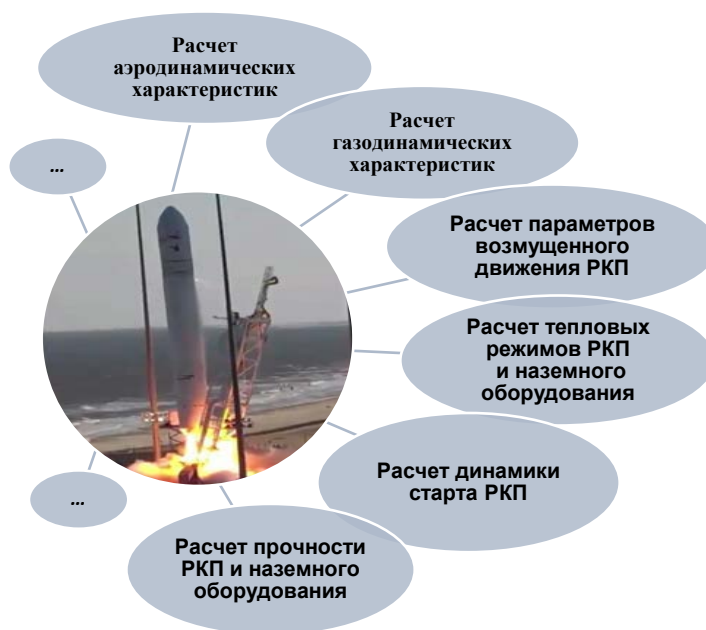 Расчет
аэродинамических
характеристик
Расчет
газодинамических
характеристик
...
Расчет параметров
возмущенного
движения РКП
Расчет тепловых
режимов РКП
и наземного
оборудования
Расчет динамики
старта РКП
...
Расчет прочности
РКП и наземного
оборудования